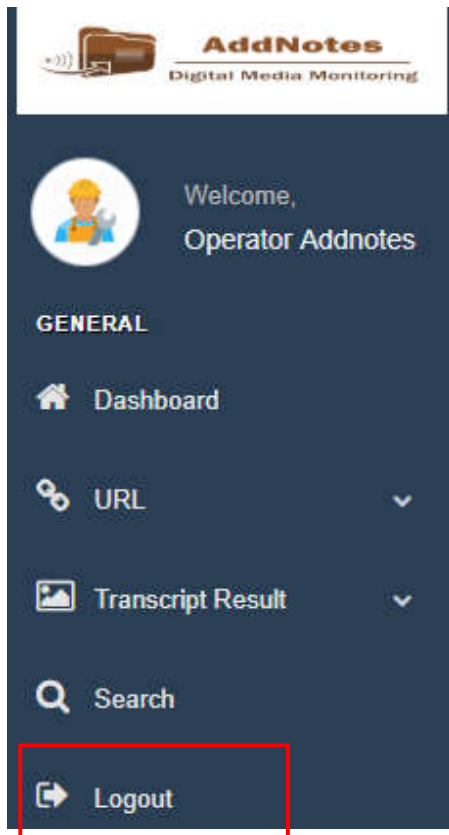 AddNotes
Digital Media Monitoring
Welcome,
Operator Addnotes
GENERAL
Dashboard
URL
Transcript Result
Search
Logout